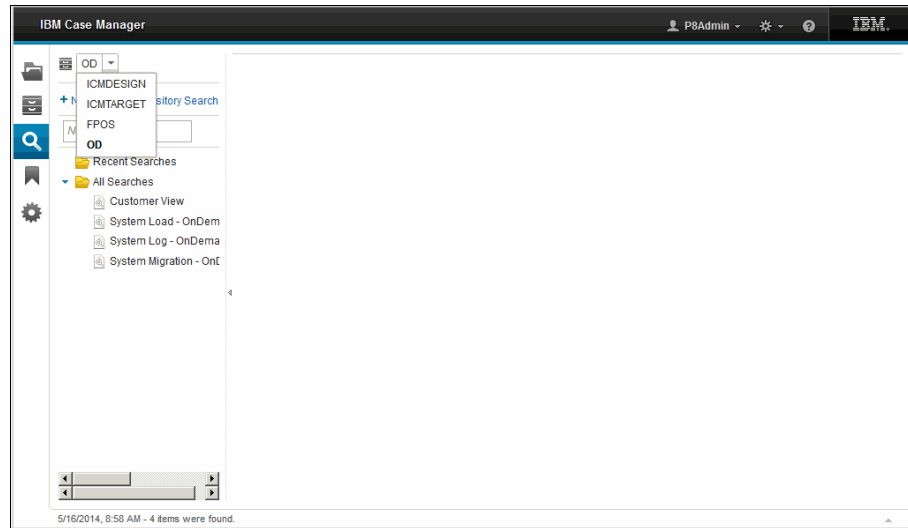 IBM Case Manager
P8Admin
IBM.
OD
ICMDESIGN
ICMTARGET
FPOS
OD
+ N
sitory Search
N
Recent Searches
All Searches
Customer View
System Load - OnDem
System Log - OnDema
System Migration - OnD
5/16/2014, 8:58 AM - 4 items were found.